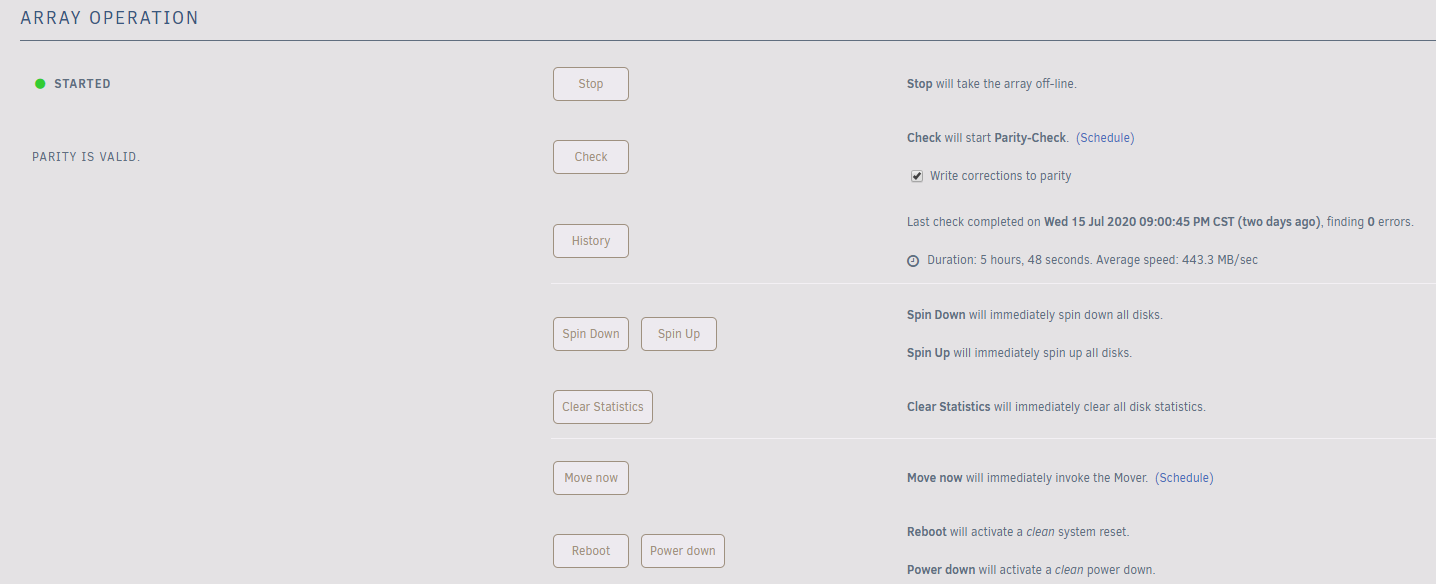 ARRAY OPERATION
STARTED
Stop
Stop will take the array off-line.
PARITY IS VALID.
Check
Check will start Parity-Check. (Schedule)
Write corrections to parity
History
Last check completed on Wed 15 Jul 2020 09:00:45 PM CST (two days ago), finding 0 errors.
Duration: 5 hours, 48 seconds. Average speed: 443.3 MB/sec
Spin Down Spin Up
Spin Down will immediately spin down all disks.
Spin Up will immediately spin up all disks.
Clear Statistics
Clear Statistics will immediately clear all disk statistics.
Move now
Move now will immediately invoke the Mover. (Schedule)
Reboot Power down
Reboot will activate a clean system reset.
Power down will activate a clean power down.